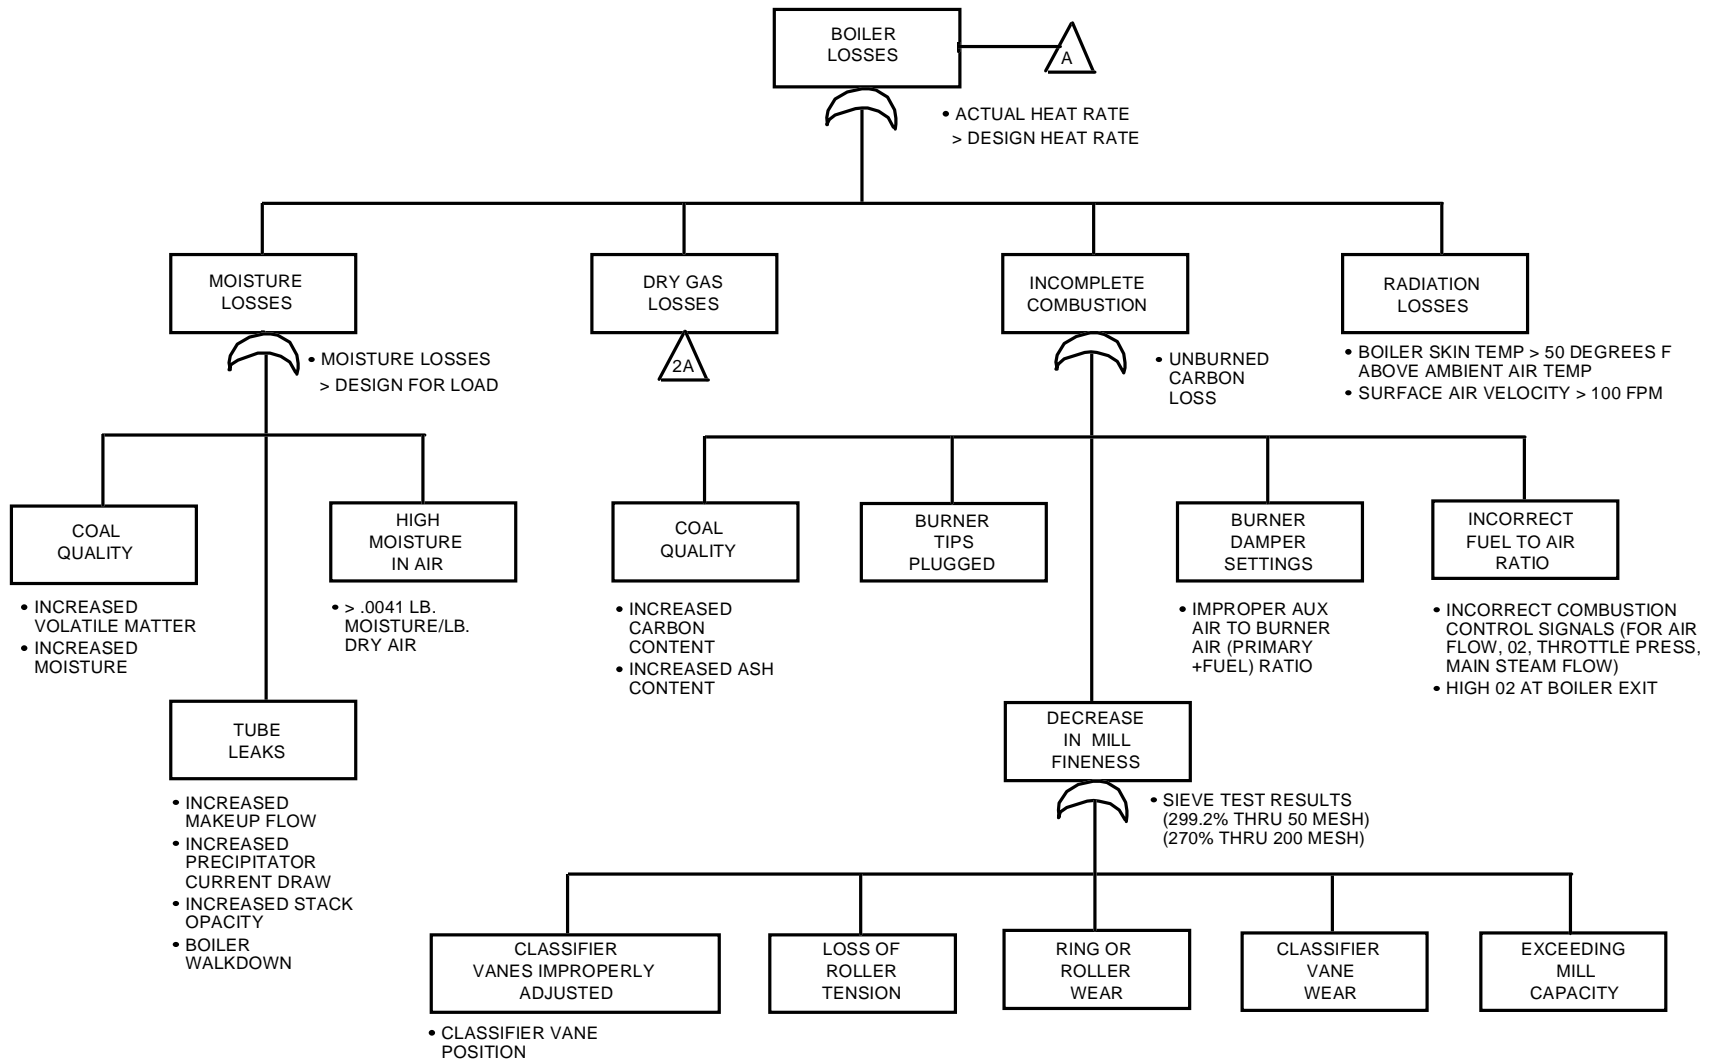 BOILER
LOSSES
A
• ACTUAL HEAT RATE
> DESIGN HEAT RATE
MOISTURE
LOSSES
DRY GAS
LOSSES
INCOMPLETE
COMBUSTION
RADIATION
LOSSES
2A
• MOISTURE LOSSES
> DESIGN FOR LOAD
• UNBURNED
CARBON
LOSS
• BOILER SKIN TEMP > 50 DEGREES F
ABOVE AMBIENT AIR TEMP
• SURFACE AIR VELOCITY > 100 FPM
COAL
QUALITY
HIGH
MOISTURE
IN AIR
COAL
QUALITY
BURNER
TIPS
PLUGGED
BURNER
DAMPER
SETTINGS
INCORRECT
FUEL TO AIR
RATIO
• INCREASED
VOLATILE MATTER
• INCREASED
MOISTURE
• > .0041 LB.
MOISTURE/LB.
DRY AIR
• INCREASED
CARBON
CONTENT
• INCREASED ASH
CONTENT
• IMPROPER AUX
AIR TO BURNER
AIR (PRIMARY
+FUEL) RATIO
• INCORRECT COMBUSTION
CONTROL SIGNALS (FOR AIR
FLOW, 02, THROTTLE PRESS,
MAIN STEAM FLOW)
• HIGH 02 AT BOILER EXIT
TUBE
LEAKS
DECREASE
IN MILL
FINENESS
• INCREASED
MAKEUP FLOW
• INCREASED
PRECIPITATOR
CURRENT DRAW
• INCREASED STACK
OPACITY
• BOILER
WALKDOWN
• SIEVE TEST RESULTS
(299.2% THRU 50 MESH)
(270% THRU 200 MESH)
CLASSIFIER
VANES IMPROPERLY
ADJUSTED
LOSS OF
ROLLER
TENSION
RING OR
ROLLER
WEAR
CLASSIFIER
VANE
WEAR
EXCEEDING
MILL
CAPACITY
• CLASSIFIER VANE
POSITION